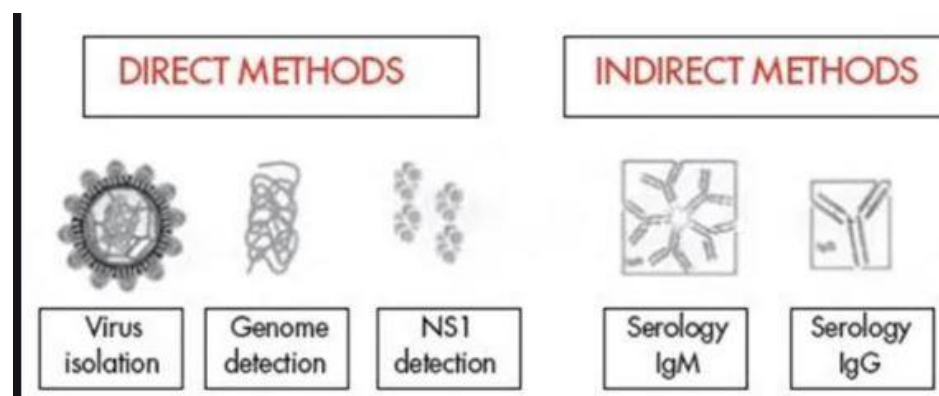 DIRECT METHODS
INDIRECT METHODS
Virus
isolation
Genome
detection
NS1
detection
Serology
IgM
Serology
IgG